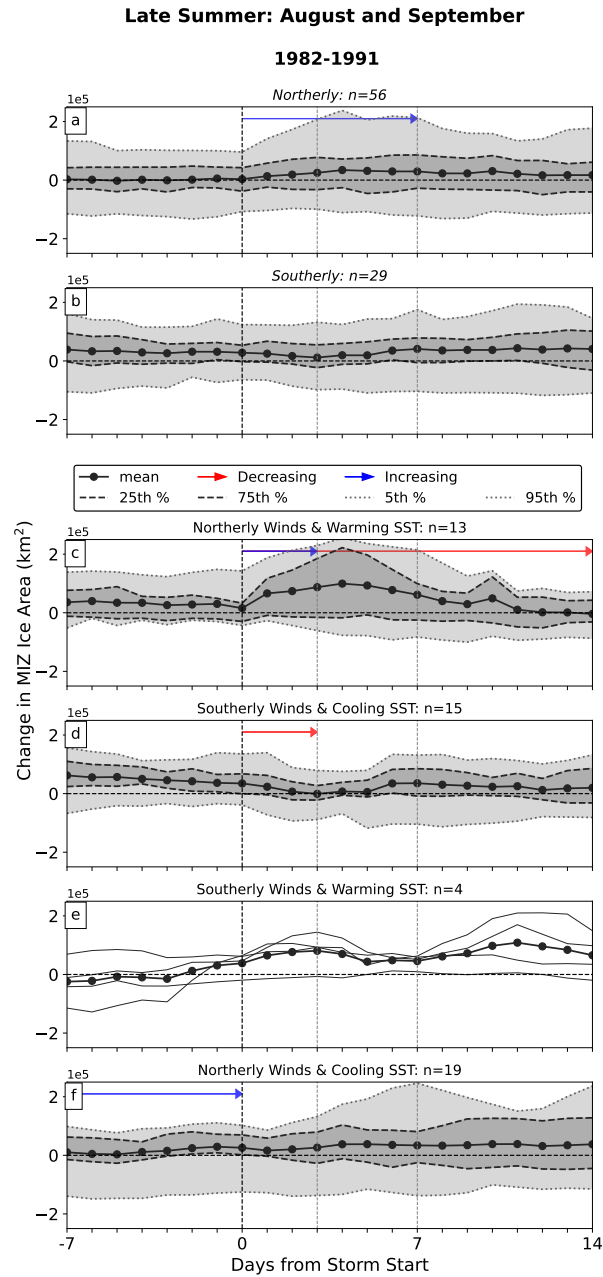 Late Summer: August and September
1982-1991
1e5
Northerly: n=56
a
2
0
−2
1e5
Southerly: n=29
b
2
0
−2
mean
Decreasing
Increasing
25th %
75th %
5th %
95th %
Change in MIZ Ice Area (km²)
1e5
Northerly Winds & Warming SST: n=13
c
2
0
−2
1e5
Southerly Winds & Cooling SST: n=15
d
2
0
−2
1e5
Southerly Winds & Warming SST: n=4
e
2
0
−2
1e5
Northerly Winds & Cooling SST: n=19
f
2
0
−2
-7 0 7 14
Days from Storm Start